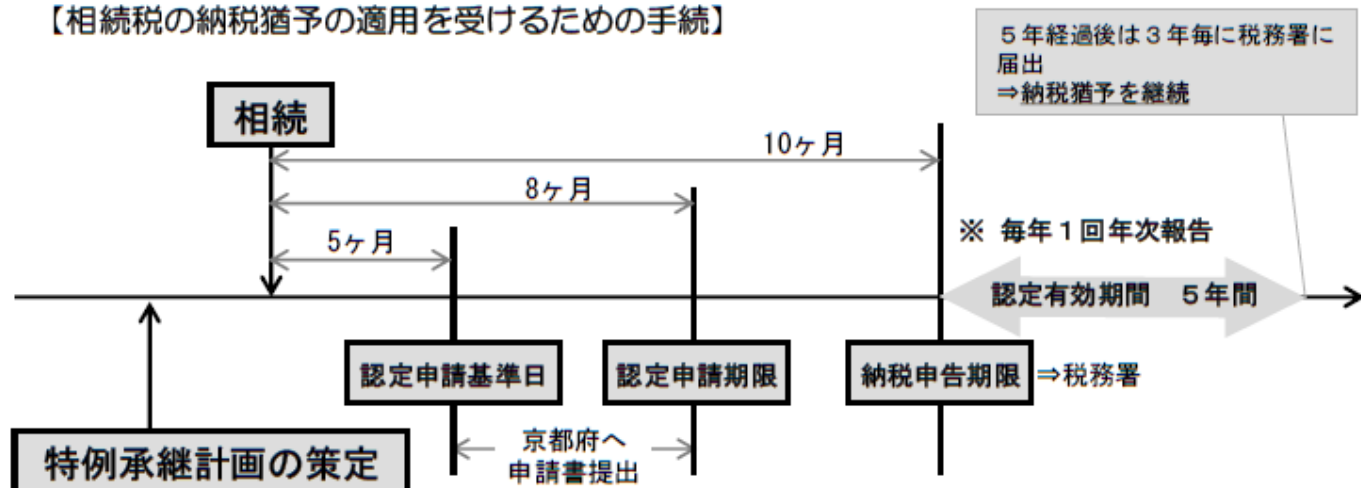 【相続税の納税猶予の適用を受けるための手続】
5年経過後は3年毎に税務署に
届出
⇒納税猶予を継続
相続
10ヶ月
8ヶ月
5ヶ月
※ 毎年1回年次報告
認定有効期間 5年間
認定申請基準日
認定申請期限
納税申告期限
⇒税務署
京都府へ
申請書提出
特例承継計画の策定